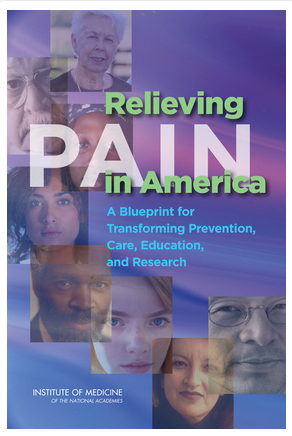 Relieving
PAIN
in America
A Blueprint for
Transforming Prevention,
Care, Education,
and Research
INSTITUTE OF MEDICINE
OF THE NATIONAL ACADEMIES